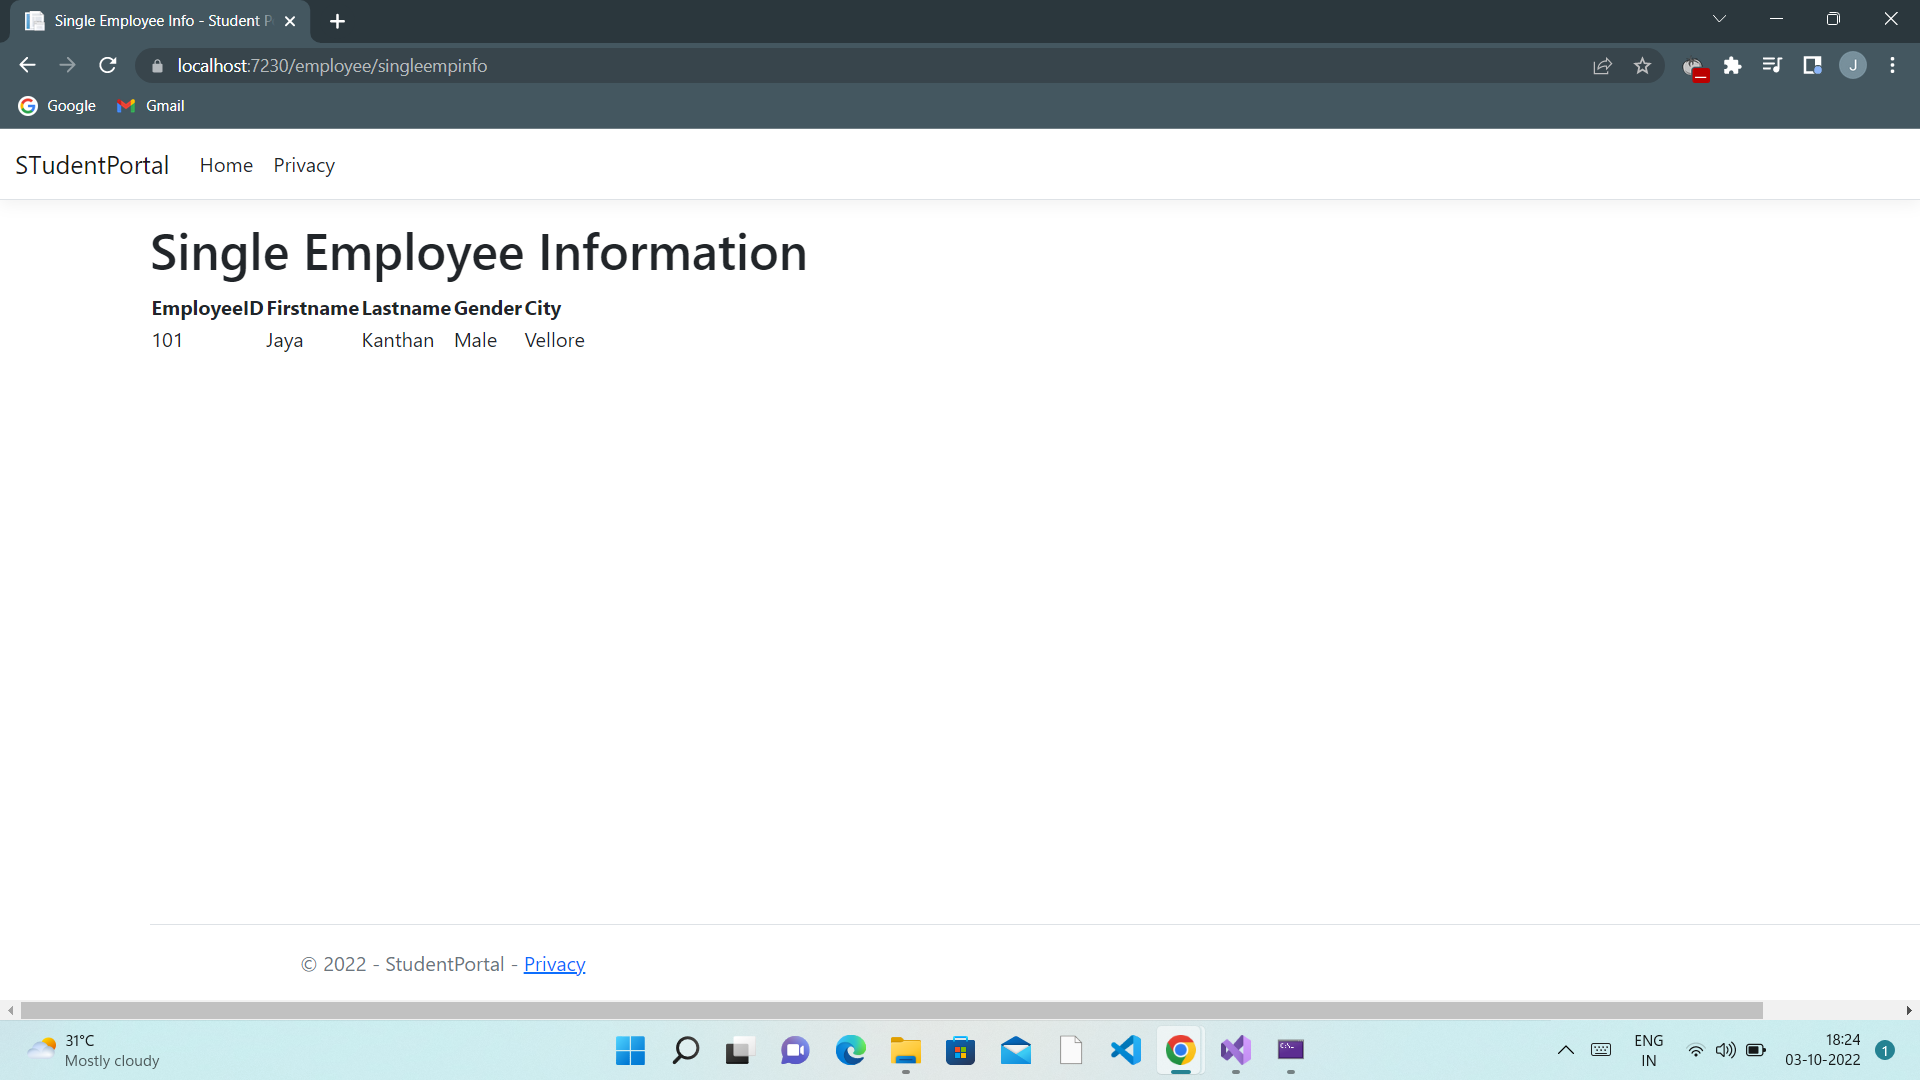 Single Employee Info - Student P
localhost:7230/employee/singleempinfo
J
Google Gmail
STudentPortal Home Privacy
Single Employee Information
EmployeeID Firstname Lastname Gender City
101 Jaya Kanthan Male Vellore
© 2022 - StudentPortal - Privacy
31°C
Mostly cloudy
ENG
IN
18:24
03-10-2022
1